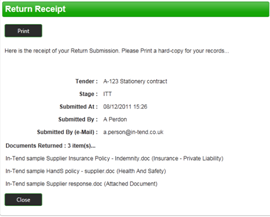 Return Receipt
Print
Here is the receipt of your Return Submission. Please Print a hard-copy for your records...
Tender : A-123 Stationery contract
Stage : ITT
Submitted At : 08/12/2011 15:26
Submitted By : A Perdon
Submitted By (e-Mail) : a.person@in-tend.co.uk
Documents Returned : 3 item(s)...
In-Tend sample Supplier Insurance Policy - Indemnity.doc (Insurance - Private Liability)
In-Tend sample HandS policy - supplier.doc (Health And Safety)
In-Tend sample Supplier response.doc (Attached Document)
Close